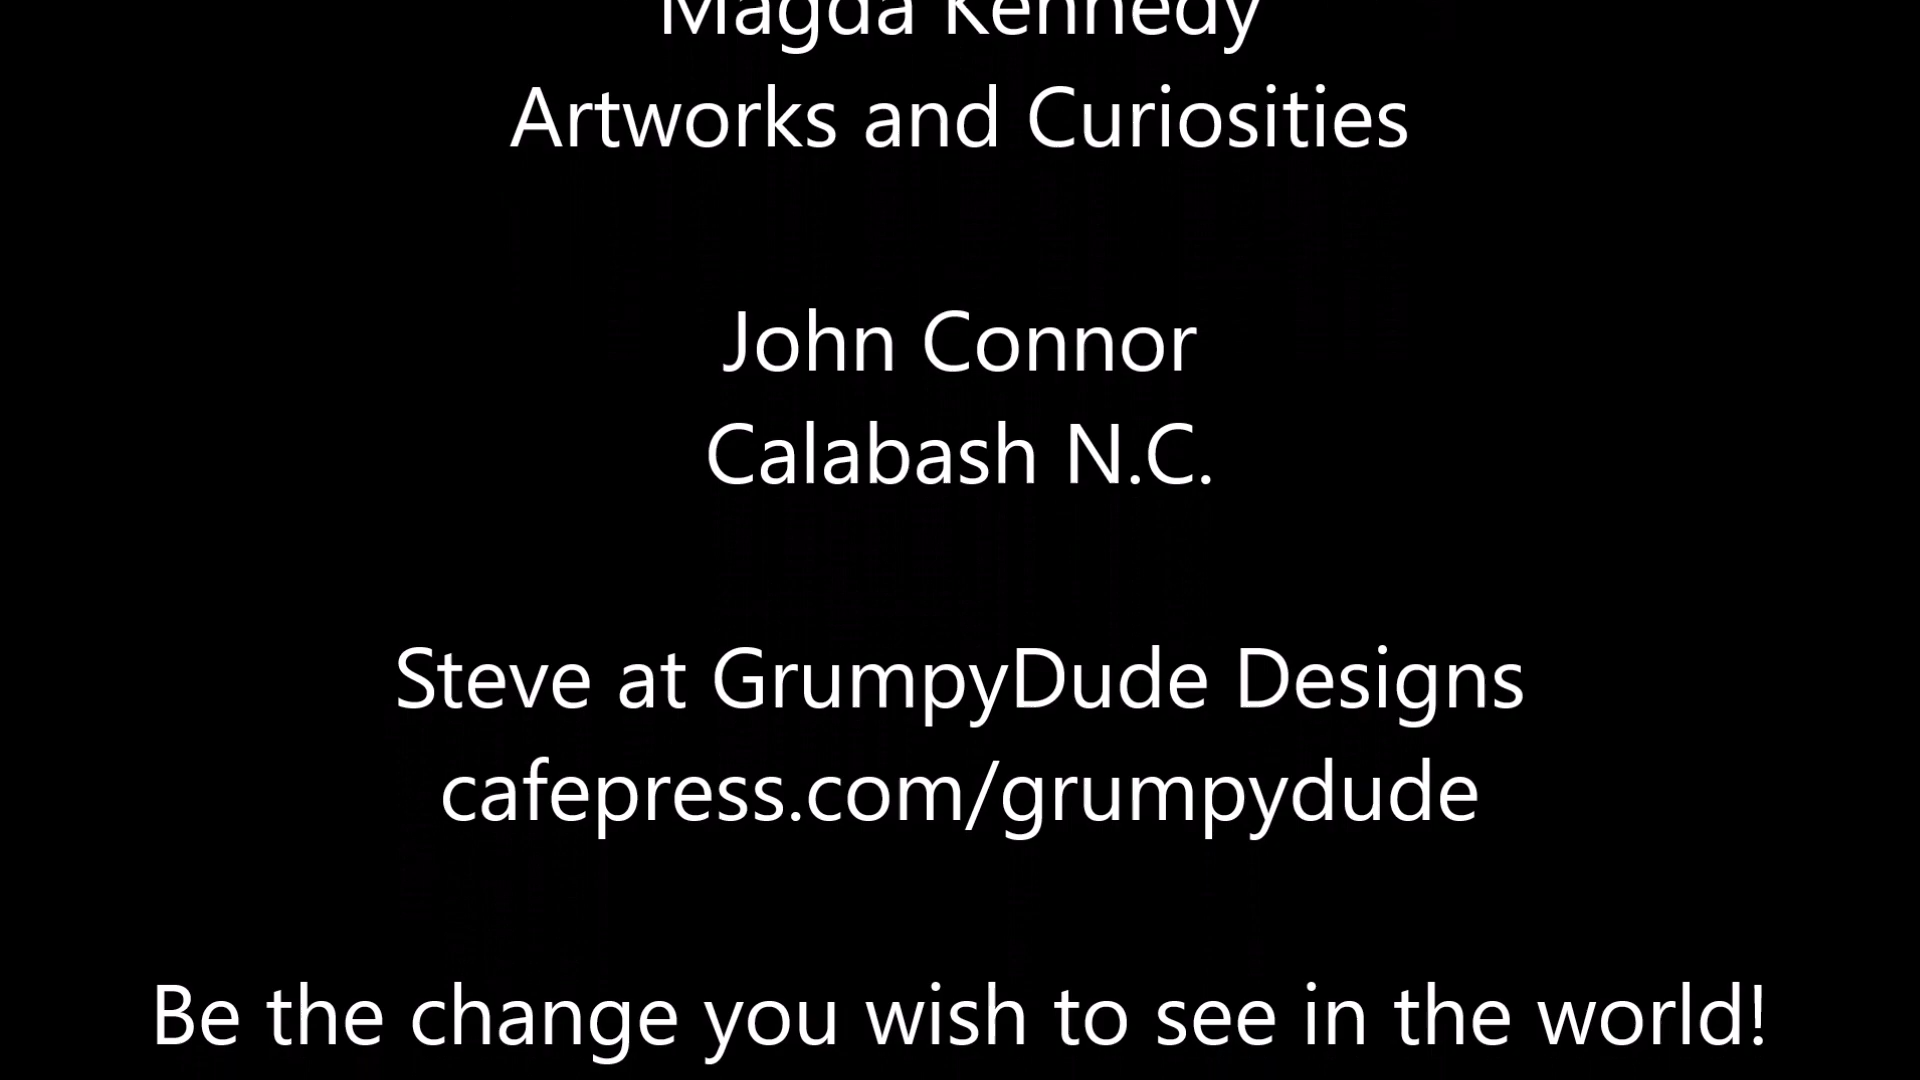 Magda Kennedy
Artworks and Curiosities
John Connor
Calabash N.C.
Steve at GrumpyDude Designs
cafepress.com/grumpydude
Be the change you wish to see in the world!